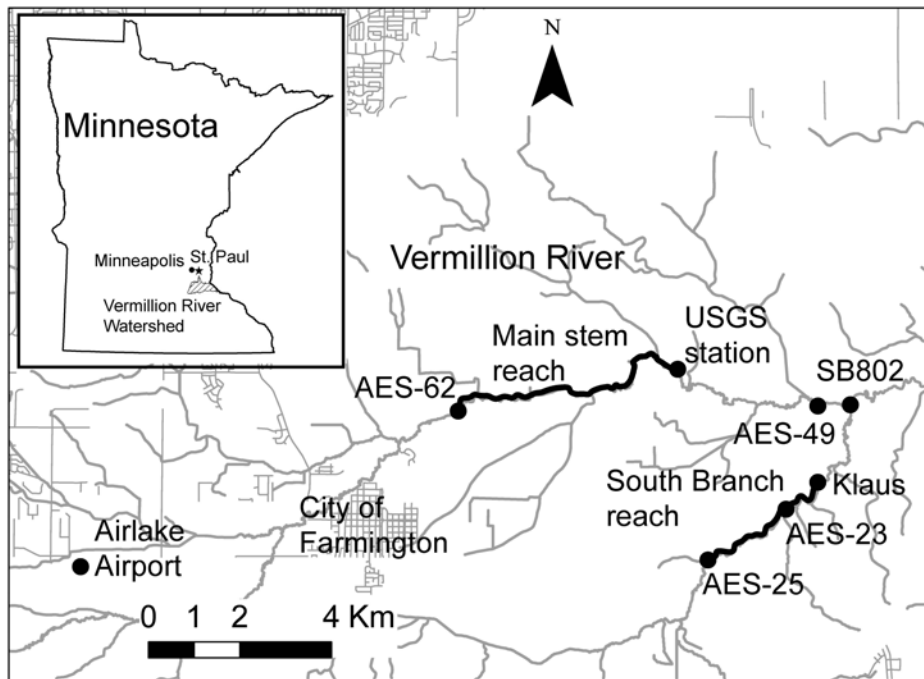 N
Minnesota
Minneapolis St. Paul
Vermillion River
Watershed
Vermillion River
Main stem
reach
USGS
station
AES-62
SB802
AES-49
South Branch
reach
Klaus
AES-23
AES-25
City of
Farmington
Airlake
Airport
0 1 2 4 Km